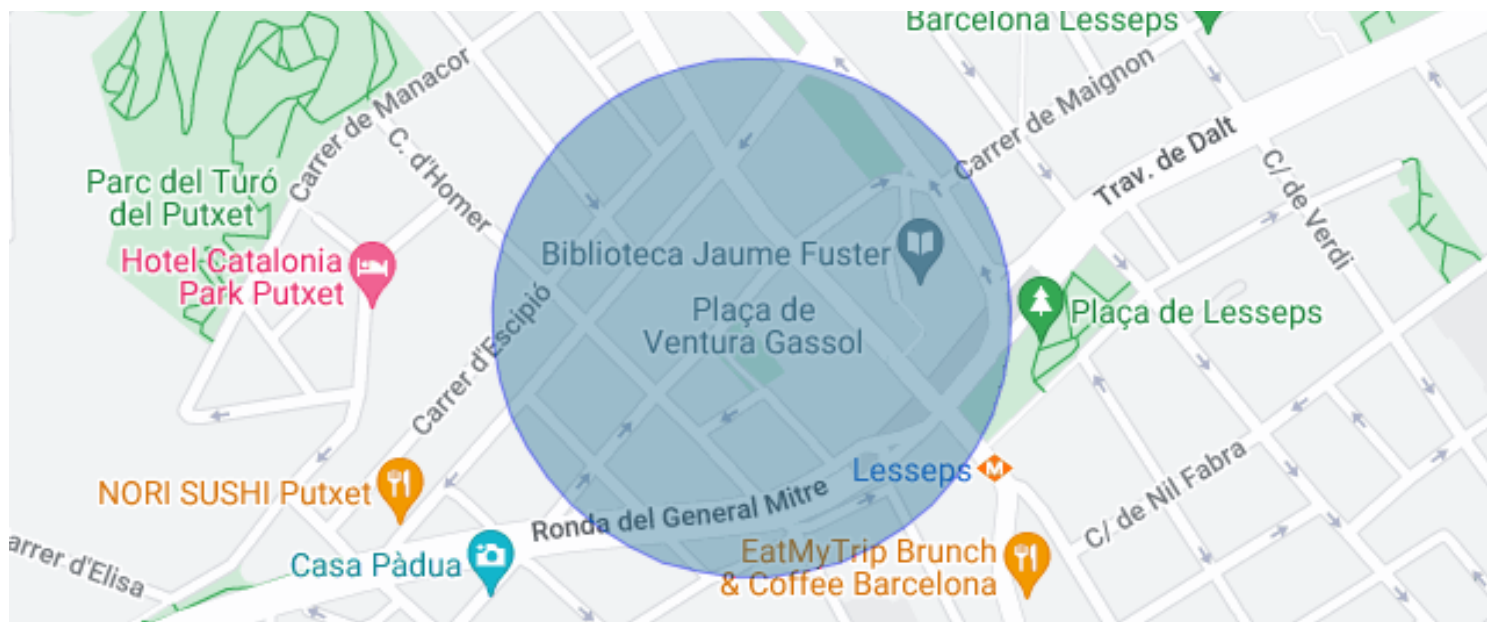 Barcelona Lesseps
Carrer de Manacor
C. d'Homer
Carrer de Maignon
Trav. de Dalt
C/ de Verdi
Parc del Turó
del Putxet
Hotel Catalonia
Park Putxet
Biblioteca Jaume Fuster
Plaça de
Ventura Gassol
Plaça de Lesseps
Carrer d'Escipió
NORI SUSHI Putxet
Lesseps
M
C/ de Nil Fabra
Ronda del General Mitre
Casa Pàdua
EatMyTrip Brunch
& Coffee Barcelona
arrer d'Elisa